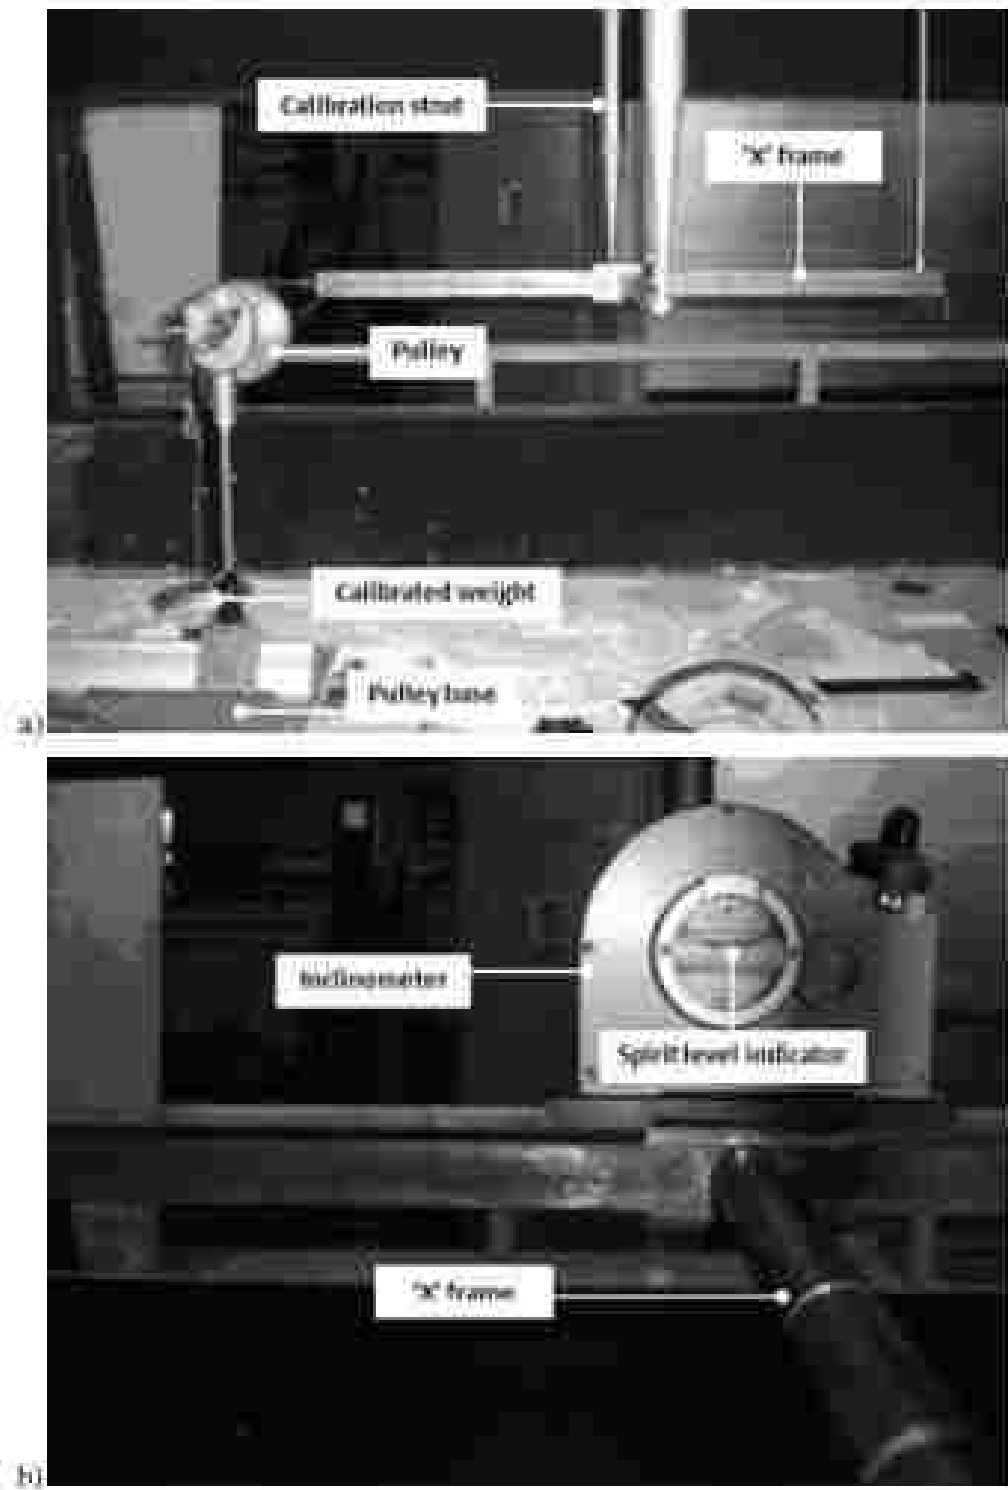 Calibration strut
'X' frame
Pulley
Calibrated weight
Pulley base
a)
Inclinometer
Spirit level indicator
'X' frame
b)